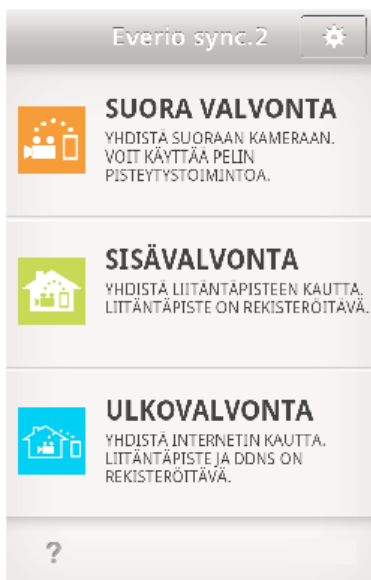 Everio sync.2
SUORA VALVONTA
YHDISTÄ SUORAAN KAMERAAN.
VOIT KÄYTTÄÄ PELIN
PISTEYTYSTOIMINTOA.
SISÄVALVONTA
YHDISTÄ LIITÄNTÄPISTEEN KAUTTA.
LIITÄNTÄPISTE ON REKISTERÖITÄVÄ.
ULKOVALVONTA
YHDISTÄ INTERNETIN KAUTTA.
LIITÄNTÄPISTE JA DDNS ON
REKISTERÖITTÄVÄ.
?